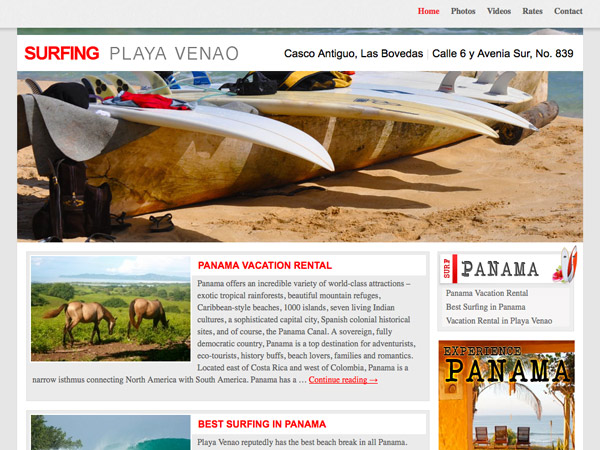 Home Photos Videos Rates Contact
SURFING PLAYA VENAO
Casco Antiguo, Las Bovedas | Calle 6 y Avenia Sur, No. 839
PANAMA VACATION RENTAL
Panama offers an incredible variety of world-class attractions –
exotic tropical rainforests, beautiful mountain refuges,
Caribbean-style beaches, 1000 islands, seven living Indian
cultures, a sophisticated capital city, Spanish colonial historical
sites, and of course, the Panama Canal. A sovereign, fully
democratic country, Panama is a top destination for adventurists,
eco-tourists, history buffs, beach lovers, families and romantics.
Located east of Costa Rica and west of Colombia, Panama is a
narrow isthmus connecting North America with South America. Panama has a … Continue reading →
BEST SURFING IN PANAMA
Playa Venao reputedly has the best beach break in all Panama.
SURF PANAMA
Panama Vacation Rental
Best Surfing in Panama
Vacation Rental in Playa Venao
EXPERIENCE
PANAMA